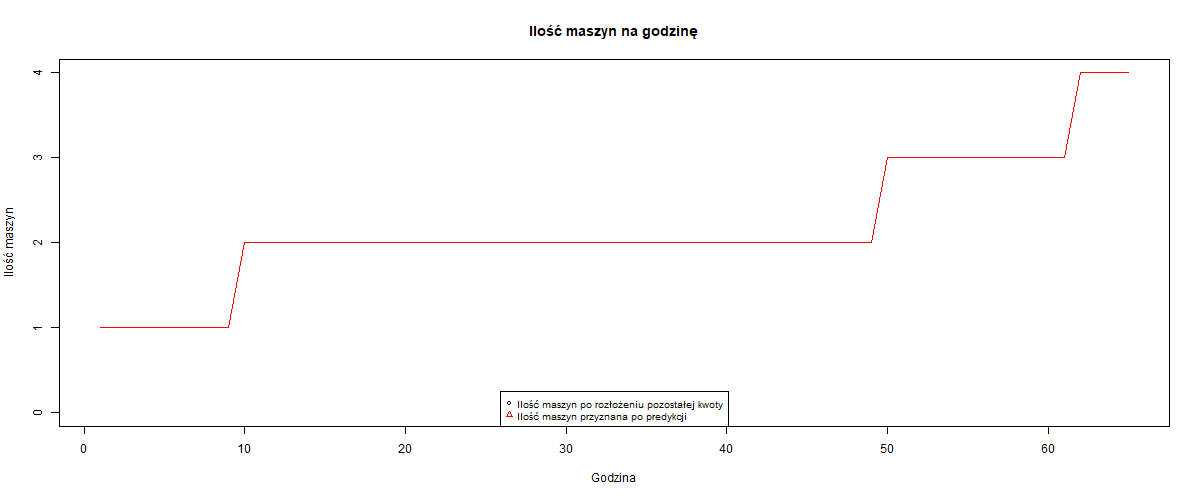 Ilość maszyn na godzinę
Ilość maszyn
4
3
2
1
0
Ilość maszyn po rozłożeniu pozostałej kwoty
Ilość maszyn przyznana po predykcji
0 10 20 30 40 50 60
Godzina